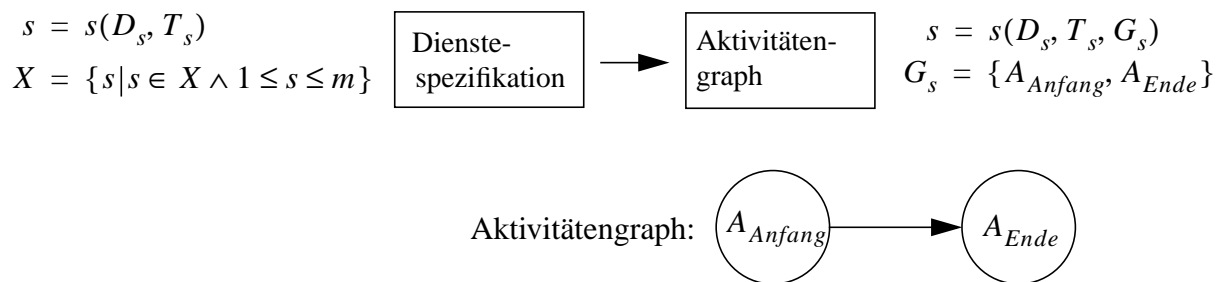 s = s(D_s, T_s)
X = {s|s ∈ X ∧ 1 ≤ s ≤ m}
Dienste-
spezifikation
Aktivitäten-
graph
s = s(D_s, T_s, G_s)
G_s = {A_Anfang, A_Ende}
Aktivitätengraph:
A_Anfang
A_Ende